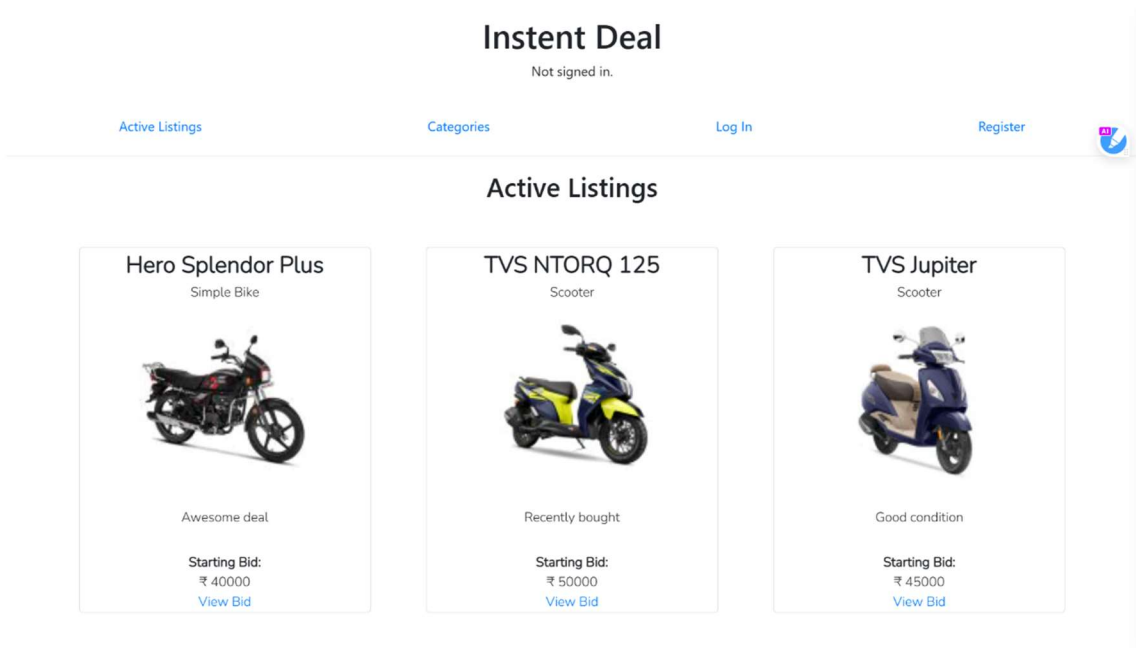 Instent Deal
Not signed in.
Active Listings
Categories
Log In
Register
AI
Active Listings
Hero Splendor Plus
Simple Bike
Awesome deal
Starting Bid:
₹ 40000
View Bid
TVS NTORQ 125
Scooter
Recently bought
Starting Bid:
₹ 50000
View Bid
TVS Jupiter
Scooter
Good condition
Starting Bid:
₹ 45000
View Bid